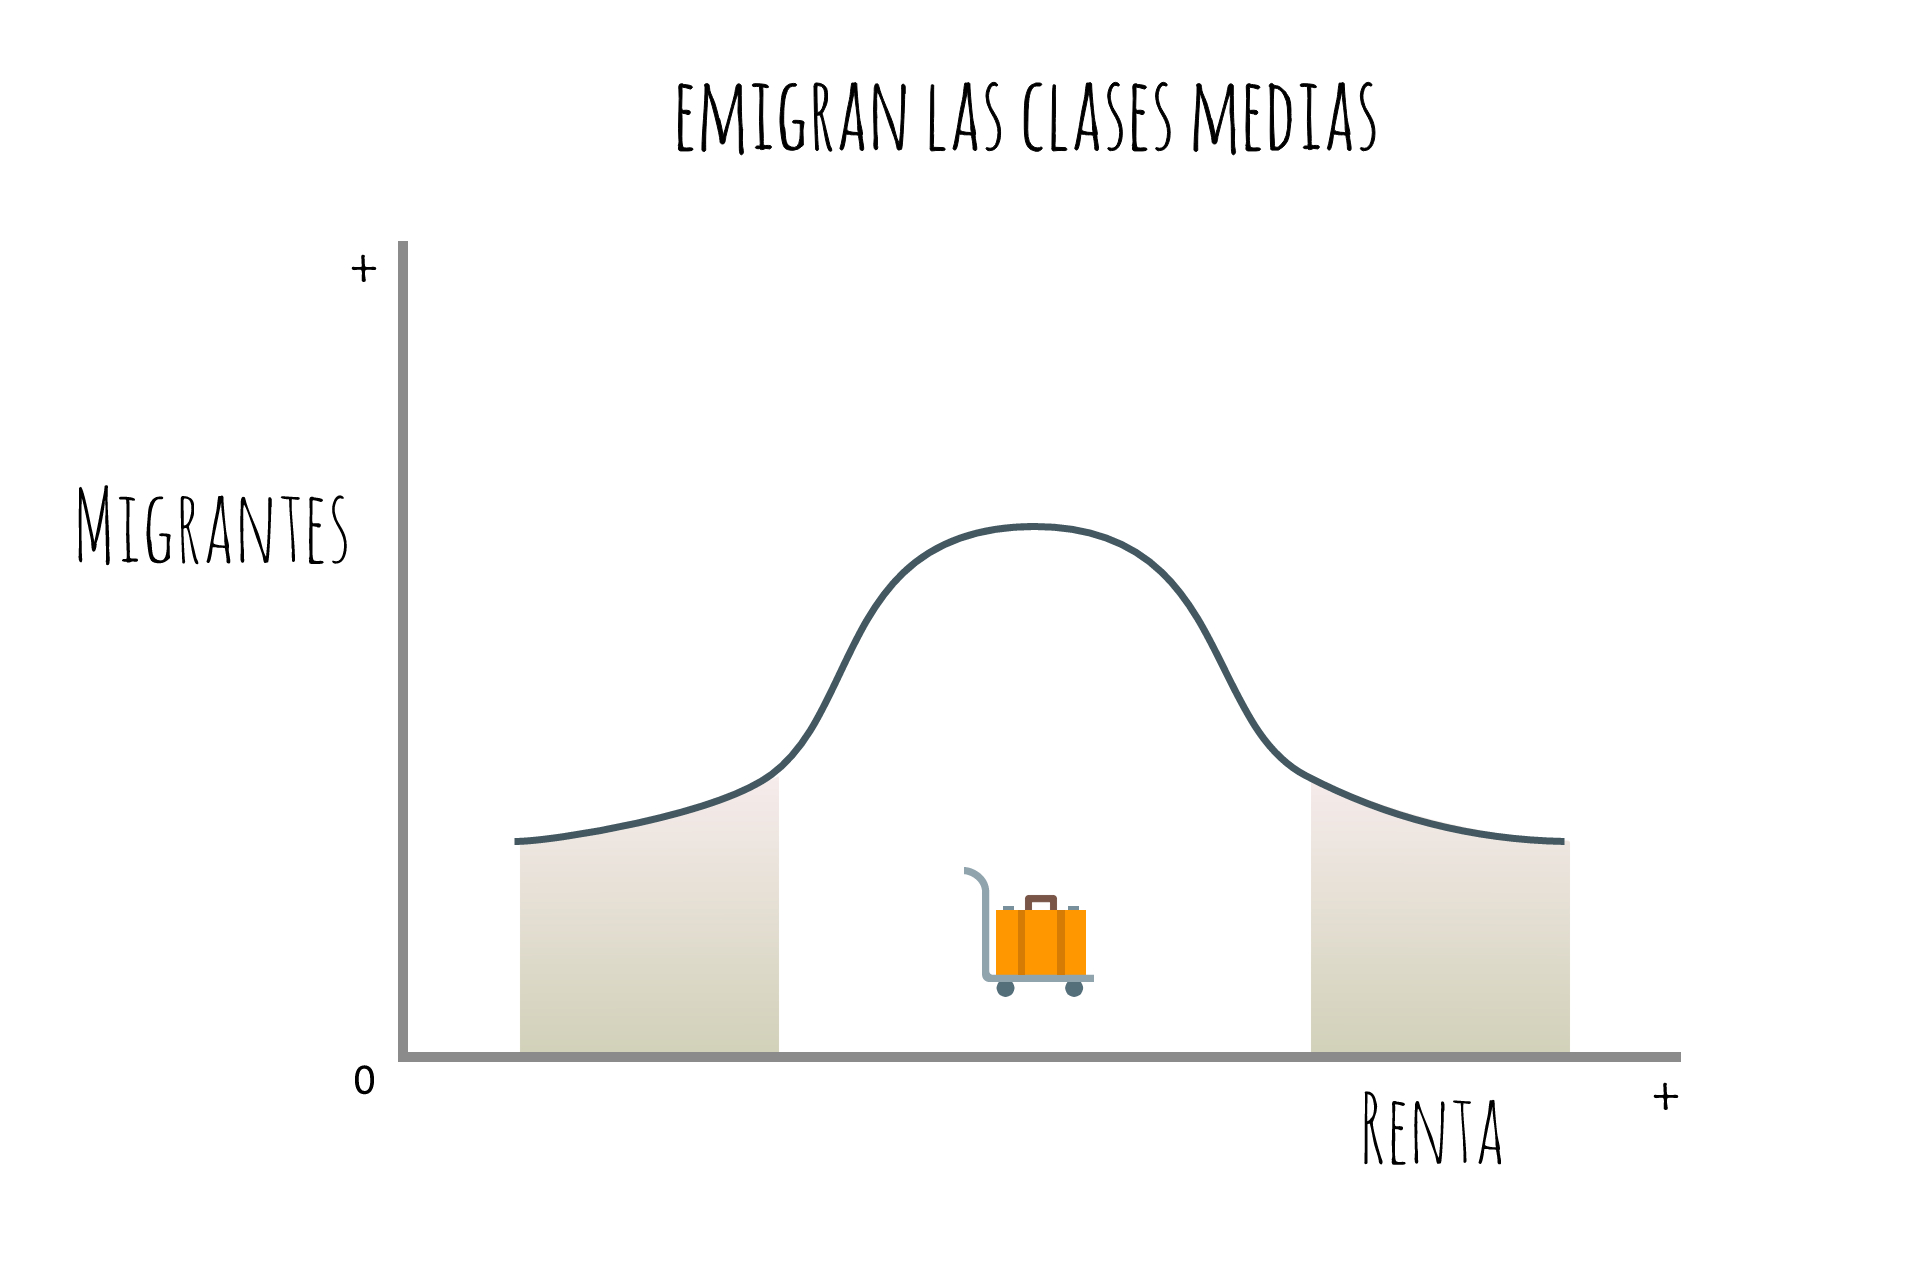 EMIGRAN LAS CLASES MEDIAS
+
MIGRANTES
0
+
RENTA